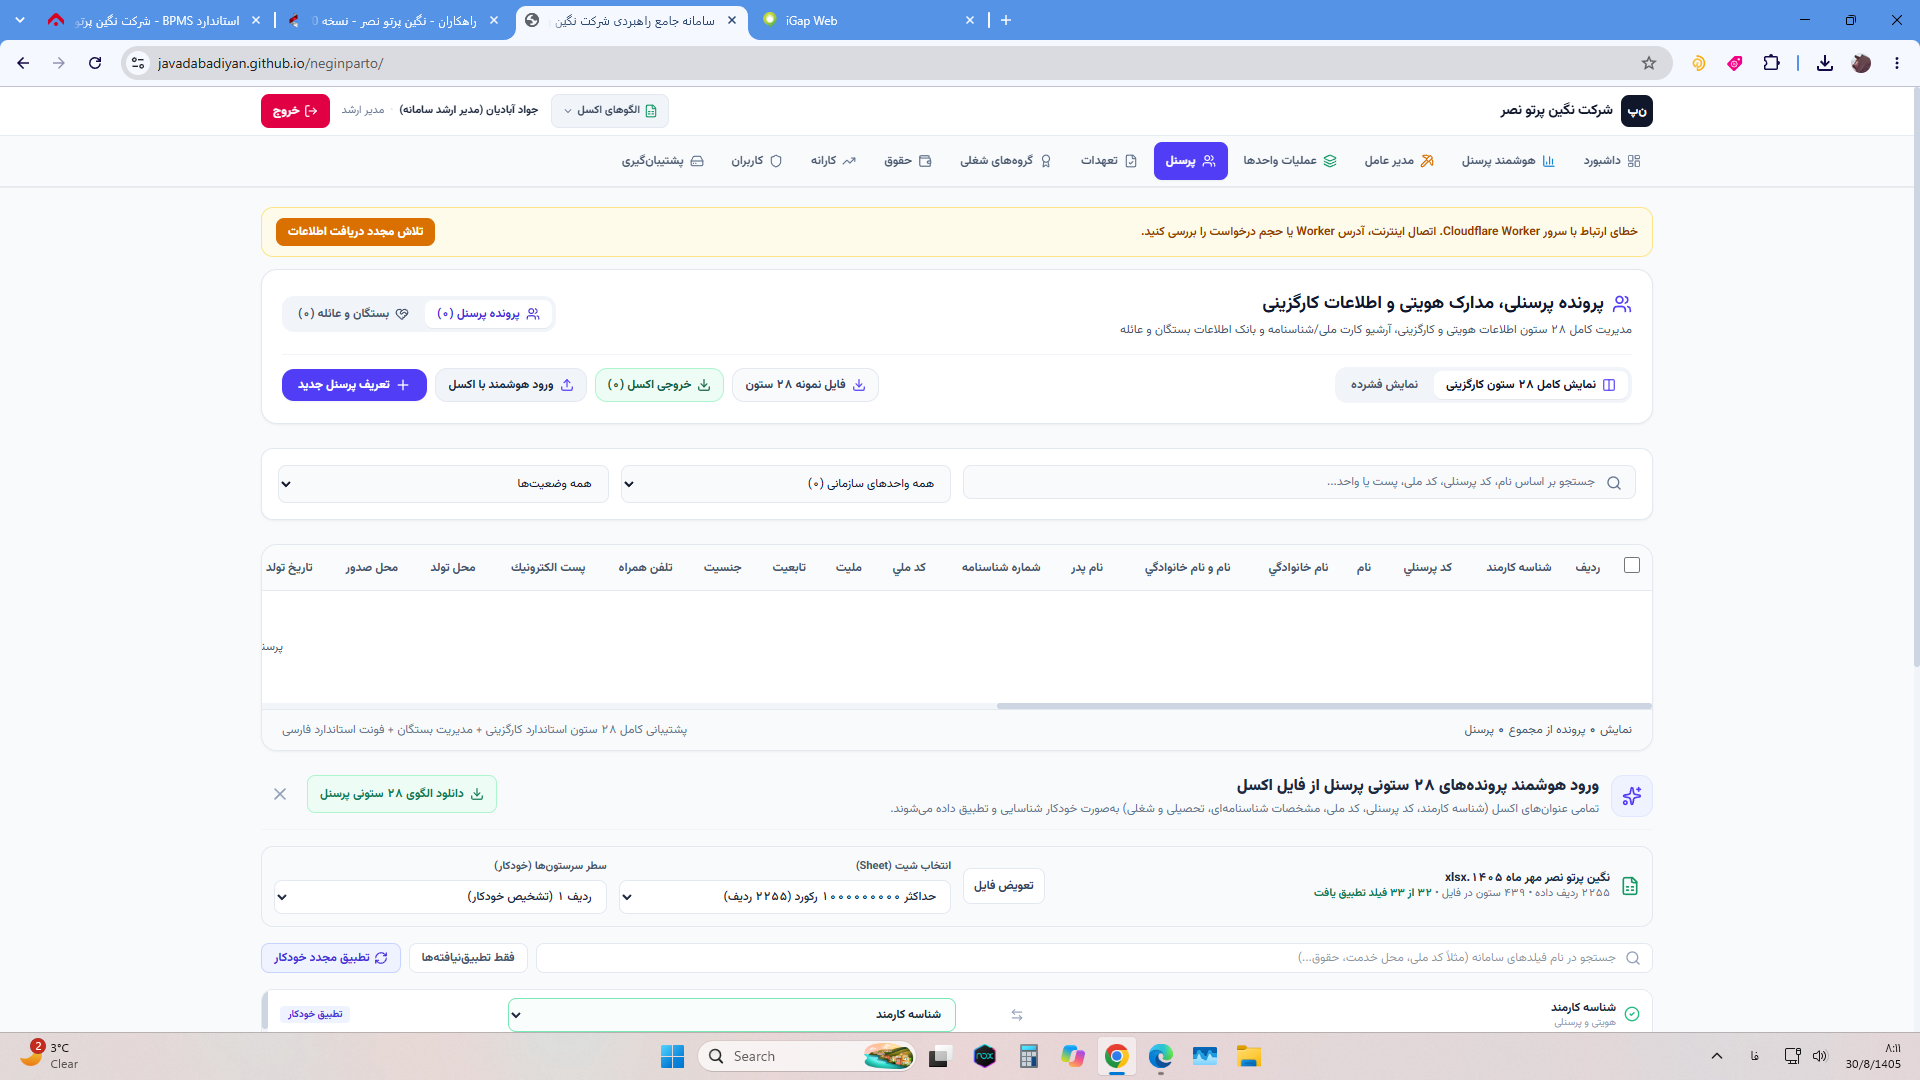 استاندارد BPMS - شرکت نگین پرتو
راهکاران - نگین پرتو نصر - نسخه 0
سامانه جامع راهبردی شرکت نگین
iGap Web
javadabadiyan.github.io/neginparto/
ن‌پ شرکت نگین پرتو نصر
الگوهای اکسل
جواد آبادیان (مدیر ارشد سامانه) · مدیر ارشد
خروج
داشبورد
هوشمند پرسنل
مدیر عامل
عملیات واحدها
پرسنل
تعهدات
گروه‌های شغلی
حقوق
کارانه
کاربران
پشتیبان‌گیری
خطای ارتباط با سرور Cloudflare Worker. اتصال اینترنت، آدرس Worker یا حجم درخواست را بررسی کنید.
تلاش مجدد دریافت اطلاعات
پرونده پرسنلی، مدارک هویتی و اطلاعات کارگزینی
مدیریت کامل ۲۸ ستون اطلاعات هویتی و کارگزینی، آرشیو کارت ملی/شناسنامه و بانک اطلاعات بستگان و عائله
پرونده پرسنل (۰)
بستگان و عائله (۰)
نمایش کامل ۲۸ ستون کارگزینی
نمایش فشرده
فایل نمونه ۲۸ ستون
خروجی اکسل (۰)
ورود هوشمند با اکسل
تعریف پرسنل جدید
جستجو بر اساس نام، کد پرسنلی، کد ملی، پست یا واحد...
همه واحدهای سازمانی (۰)
همه وضعیت‌ها
ردیف شناسه کارمند کد پرسنلي نام نام خانوادگي نام و نام خانوادگي نام پدر شماره شناسنامه کد ملي ملیت تابعیت جنسیت تلفن همراه پست الکترونیك محل تولد محل صدور تاریخ تولد
پرسنا
نمایش ۰ پرونده از مجموع ۰ پرسنل
پشتیبانی کامل ۲۸ ستون استاندارد کارگزینی + مدیریت بستگان + فونت استاندارد فارسی
ورود هوشمند پرونده‌های ۲۸ ستونی پرسنل از فایل اکسل
تمامی عنوان‌های اکسل (شناسه کارمند، کد پرسنلی، کد ملی، مشخصات شناسنامه‌ای، تحصیلی و شغلی) به‌صورت خودکار شناسایی و تطبیق داده می‌شوند.
دانلود الگوی ۲۸ ستونی پرسنل
نگین پرتو نصر مهر ماه ۱۴۰۵.xlsx
۲۲۵۵ ردیف داده • ۴۳۹ ستون در فایل • ۳۲ از ۳۳ فیلد تطبیق یافت
تعویض فایل
انتخاب شیت (Sheet)
حداکثر ۱۰۰۰۰۰۰۰۰۰ رکورد (۲۲۵۵ ردیف)
سطر سرستون‌ها (خودکار)
ردیف ۱ (تشخیص خودکار)
جستجو در نام فیلدهای سامانه (مثلاً کد ملی، محل خدمت، حقوق...)
فقط تطبیق‌نیافته‌ها
تطبیق مجدد خودکار
شناسه کارمند
هویتی و پرسنلی
شناسه کارمند
تطبیق خودکار
2
3°C
Clear
Search
nox
فا
۸:۱۱
30/8/1405